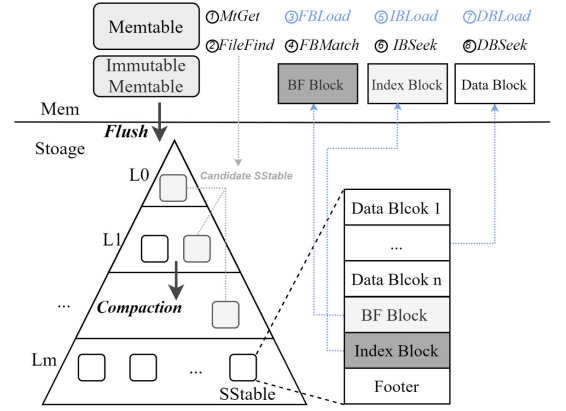 Memtable
①MtGet
③FBLoad
⑤IBLoad
⑦DBLoad
②FileFind
④FBMatch
⑥ IBSeek
⑧DBSeek
Immutable
Memtable
BF Block
Index Block
Data Block
Mem
Flush
Stoage
L0
Candidate SStable
L1
Compaction
...
Lm
...
SStable
Data Blcok 1
...
Data Blcok n
BF Block
Index Block
Footer